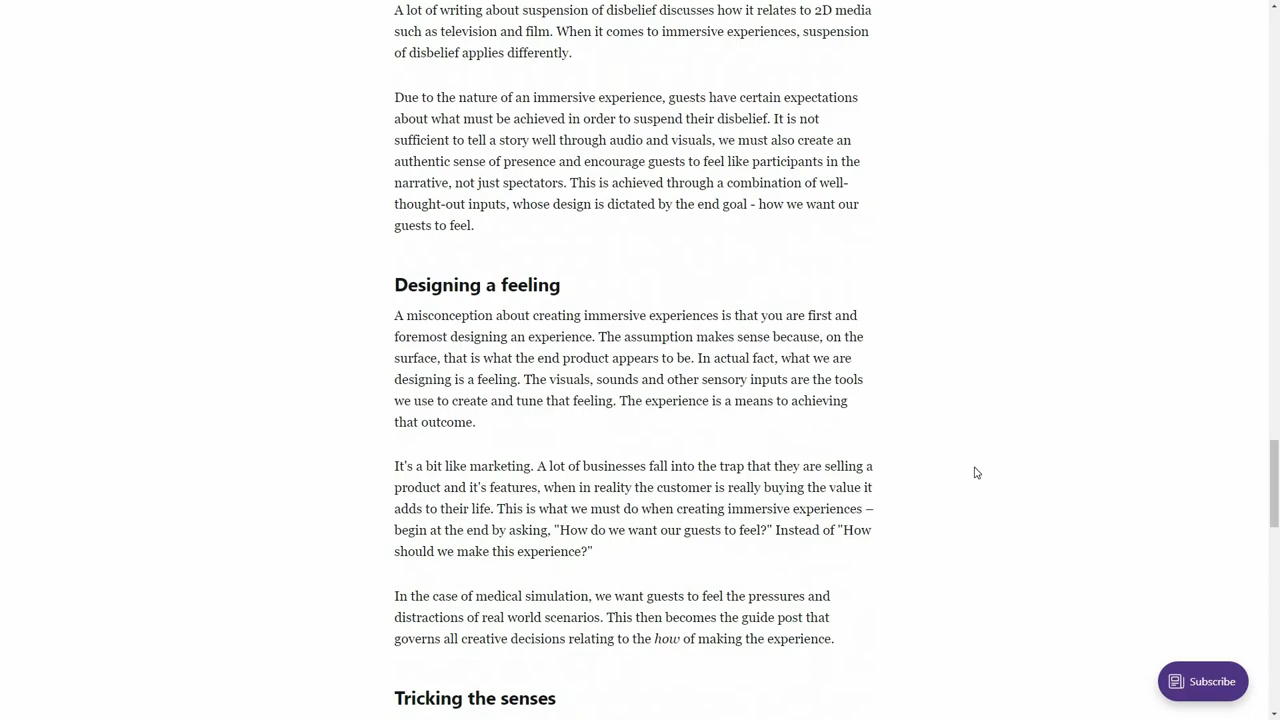 A lot of writing about suspension of disbelief discusses how it relates to 2D media
such as television and film. When it comes to immersive experiences, suspension
of disbelief applies differently.
Due to the nature of an immersive experience, guests have certain expectations
about what must be achieved in order to suspend their disbelief. It is not
sufficient to tell a story well through audio and visuals, we must also create an
authentic sense of presence and encourage guests to feel like participants in the
narrative, not just spectators. This is achieved through a combination of well-
thought-out inputs, whose design is dictated by the end goal - how we want our
guests to feel.
Designing a feeling
A misconception about creating immersive experiences is that you are first and
foremost designing an experience. The assumption makes sense because, on the
surface, that is what the end product appears to be. In actual fact, what we are
designing is a feeling. The visuals, sounds and other sensory inputs are the tools
we use to create and tune that feeling. The experience is a means to achieving
that outcome.
It's a bit like marketing. A lot of businesses fall into the trap that they are selling a
product and it's features, when in reality the customer is really buying the value it
adds to their life. This is what we must do when creating immersive experiences –
begin at the end by asking, "How do we want our guests to feel?" Instead of "How
should we make this experience?"
In the case of medical simulation, we want guests to feel the pressures and
distractions of real world scenarios. This then becomes the guide post that
governs all creative decisions relating to the how of making the experience.
Subscribe
Tricking the senses